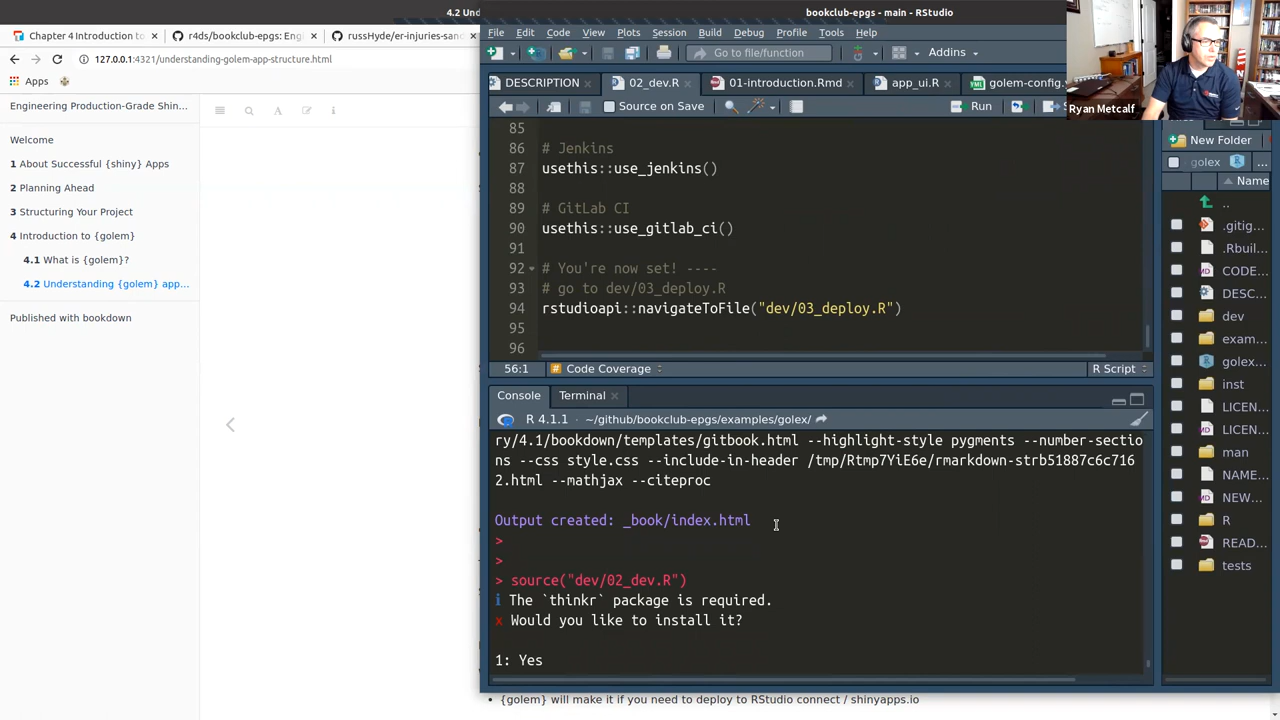 4.2 Und
bookclub-epgs - main - RStudio
Chapter 4 Introduction to
r4ds/bookclub-epgs: Eng
russHyde/er-injuries-san
File Edit Code View Plots Session Build Debug Profile Tools Help
127.0.0.1:4321/understanding-golem-app-structure.html
Go to file/function
Addins
Apps
DESCRIPTION
02_dev.R
01-introduction.Rmd
app_ui.R
golem-config.y
Source on Save
Run
S
Ryan Metcalf
Engineering Production-Grade Shin...
Welcome
1 About Successful {shiny} Apps
2 Planning Ahead
3 Structuring Your Project
4 Introduction to {golem}
4.1 What is {golem}?
4.2 Understanding {golem} app...
Published with bookdown
85
86 # Jenkins
87 usethis::use_jenkins()
88
89 # GitLab CI
90 usethis::use_gitlab_ci()
91
92 # You're now set! ----
93 # go to dev/03_deploy.R
94 rstudioapi::navigateToFile("dev/03_deploy.R")
95
96
56:1 Code Coverage R Script
Console Terminal
R 4.1.1 · ~/github/bookclub-epgs/examples/golex/
ry/4.1/bookdown/templates/gitbook.html --highlight-style pygments --number-sectio
ns --css style.css --include-in-header /tmp/Rtmp7YiE6e/rmarkdown-strb51887c6c716
2.html --mathjax --citeproc
Output created: _book/index.html
>
>
> source("dev/02_dev.R")
ℹ The `thinkr` package is required.
x Would you like to install it?
1: Yes
New Folder
golex
...
Name
..
.gitig...
.Rbuil...
CODE...
DESC...
dev
exam...
golex...
inst
LICEN...
LICEN...
man
NAME...
NEW...
R
READ...
tests
• {golem} will make it if you need to deploy to RStudio connect / shinyapps.io